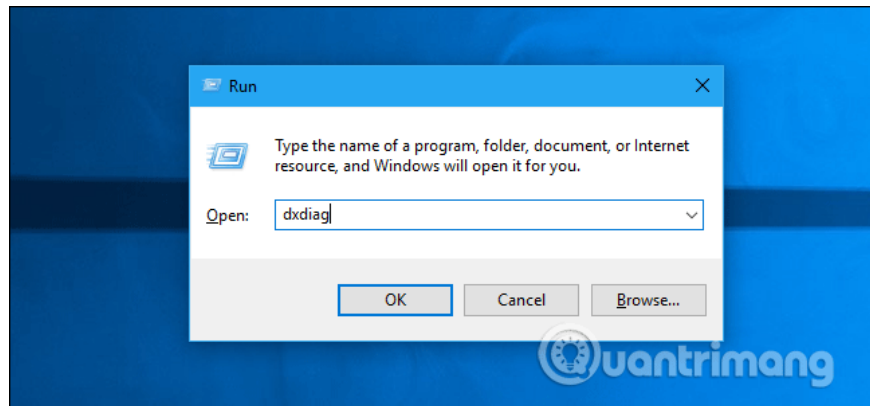 Run
Type the name of a program, folder, document, or Internet
resource, and Windows will open it for you.
Open: dxdiag
OK Cancel Browse...
Quantrimang